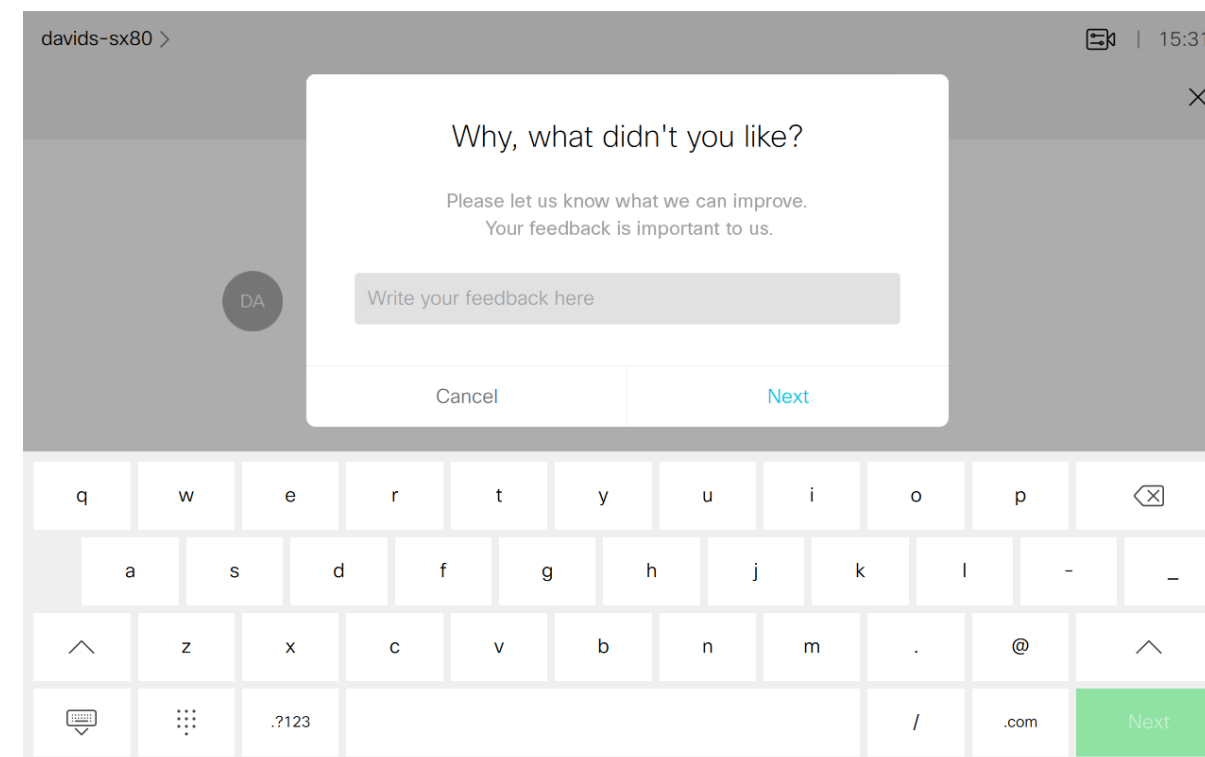 davids-sx80
15:31
Why, what didn't you like?
Please let us know what we can improve.
Your feedback is important to us.
DA
Write your feedback here
Cancel Next
q w e r t y u i o p
a s d f g h j k l - _
z x c v b n m . @
.?123 / .com Next